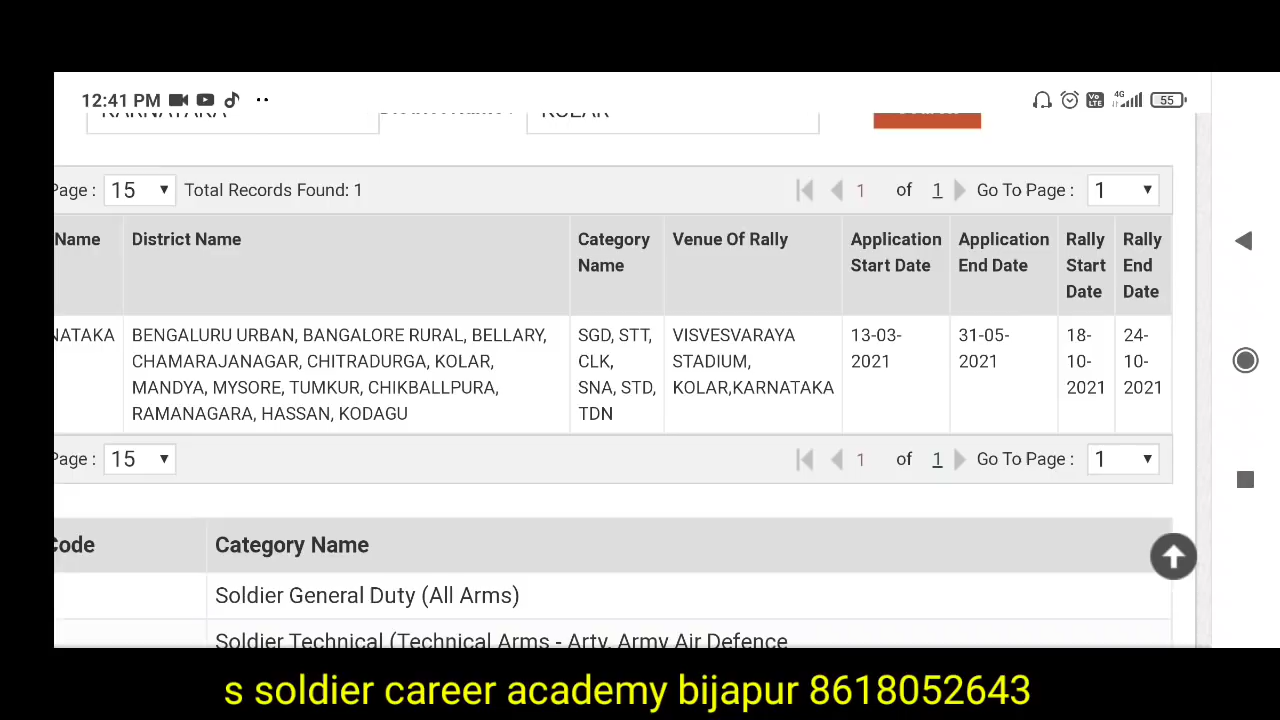 12:41 PM
4G
Vo LTE
55
KARNATAKA
KOLAR
Page : 15 Total Records Found: 1
1 of 1 Go To Page : 1
Name
District Name
Category Name
Venue Of Rally
Application Start Date
Application End Date
Rally Start Date
Rally End Date
NATAKA
BENGALURU URBAN, BANGALORE RURAL, BELLARY,
CHAMARAJANAGAR, CHITRADURGA, KOLAR,
MANDYA, MYSORE, TUMKUR, CHIKBALLPURA,
RAMANAGARA, HASSAN, KODAGU
SGD, STT,
CLK,
SNA, STD,
TDN
VISVESVARAYA
STADIUM,
KOLAR,KARNATAKA
13-03-
2021
31-05-
2021
18-
10-
2021
24-
10-
2021
Page : 15
1 of 1 Go To Page : 1
Code
Category Name
Soldier General Duty (All Arms)
Soldier Technical (Technical Arms - Arty, Army Air Defence
s soldier career academy bijapur 8618052643